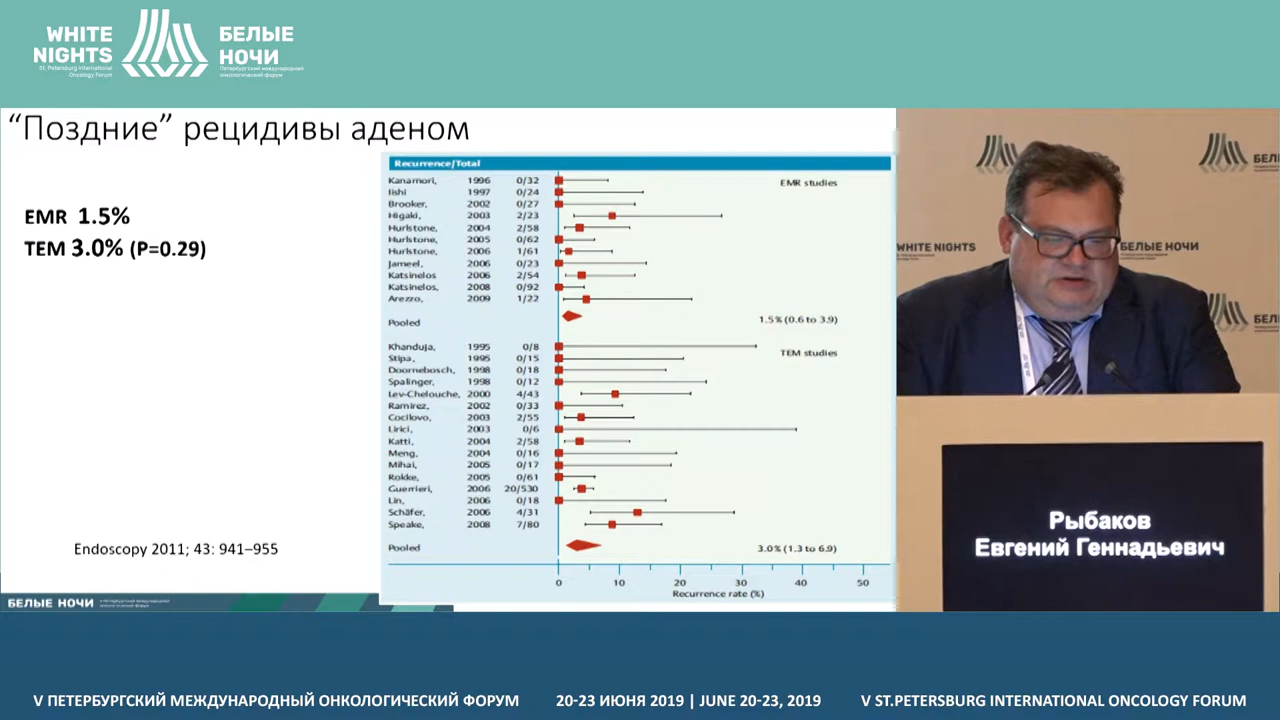 WHITE
NIGHTS
St. Petersburg International
Oncology Forum
БЕЛЫЕ
НОЧИ
Петербургский международный
онкологический форум
“Поздние” рецидивы аденом
EMR 1.5%
TEM 3.0% (P=0.29)
Endoscopy 2011; 43: 941–955
Recurrence/Total
EMR studies
Kanamori, 1996 0/32
Iishi 1997 0/24
Brooker, 2002 0/27
Higaki, 2003 2/23
Hurlstone, 2004 2/58
Hurlstone, 2005 0/62
Hurlstone, 2006 1/61
Jameel, 2006 0/23
Katsinelos 2006 2/54
Katsinelos, 2008 0/92
Arezzo, 2009 1/22
Pooled 1.5% (0.6 to 3.9)
TEM studies
Khanduja, 1995 0/8
Stipa, 1995 0/15
Doornebosch, 1998 0/18
Spalinger, 1998 0/12
Lev-Chelouche, 2000 4/43
Ramirez, 2002 0/33
Cocilovo, 2003 2/55
Lirici, 2003 0/6
Katti, 2004 2/58
Meng, 2004 0/16
Mihai, 2005 0/17
Rokke, 2005 0/61
Guerrieri, 2006 20/530
Lin, 2006 0/18
Schäfer, 2006 4/31
Speake, 2008 7/80
Pooled 3.0% (1.3 to 6.9)
0 10 20 30 40 50
Recurrence rate (%)
БЕЛЫЕ НОЧИ
WHITE NIGHTS
БЕЛЫЕ НОЧИ
Рыбаков
Евгений Геннадьевич
V ПЕТЕРБУРГСКИЙ МЕЖДУНАРОДНЫЙ ОНКОЛОГИЧЕСКИЙ ФОРУМ
20-23 ИЮНЯ 2019 | JUNE 20-23, 2019
V ST.PETERSBURG INTERNATIONAL ONCOLOGY FORUM